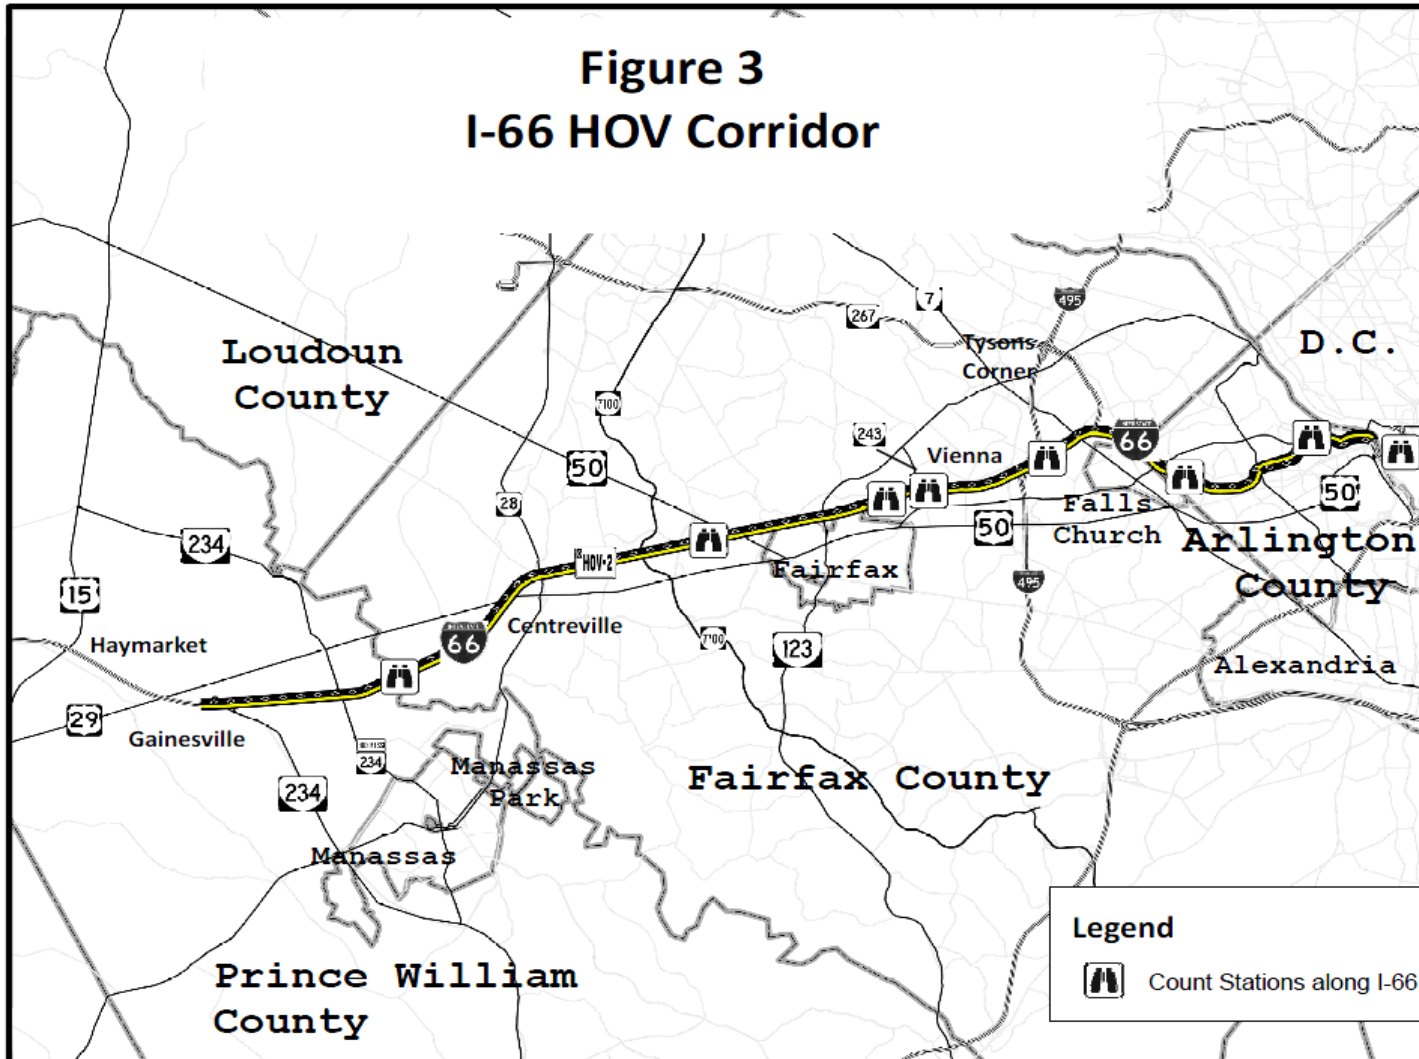 Figure 3
I-66 HOV Corridor
Loudoun
County
D.C.
7
495
267
Tysons
Corner
7100
243
Vienna
66
50
28
50
50
Falls
Church
234
Arlington
County
HOV-2
Fairfax
495
15
Centreville
66
7100
123
Haymarket
Alexandria
29
Gainesville
234
Manassas
Park
Fairfax County
234
Manassas
Prince William
County
Legend
Count Stations along I-66